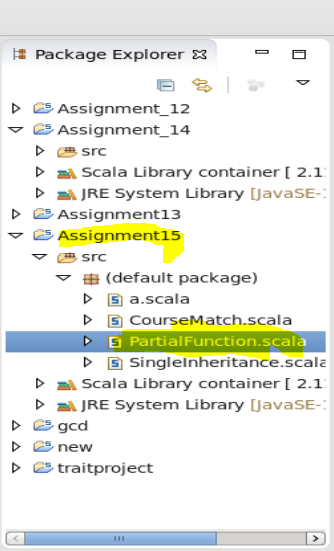 Package Explorer
Assignment_12
Assignment_14
src
Scala Library container [ 2.1
JRE System Library [JavaSE-
Assignment13
Assignment15
src
(default package)
a.scala
CourseMatch.scala
PartialFunction.scala
SingleInheritance.scala
Scala Library container [ 2.1
JRE System Library [JavaSE-
gcd
new
traitproject